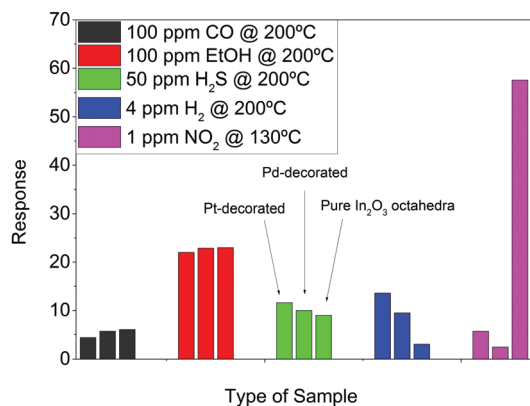 70
60
50
40
30
20
10
0
Response
100 ppm CO @ 200ºC
100 ppm EtOH @ 200ºC
50 ppm H₂S @ 200ºC
4 ppm H₂ @ 200ºC
1 ppm NO₂ @ 130ºC
Pd-decorated
Pt-decorated
Pure In₂O₃ octahedra
Type of Sample